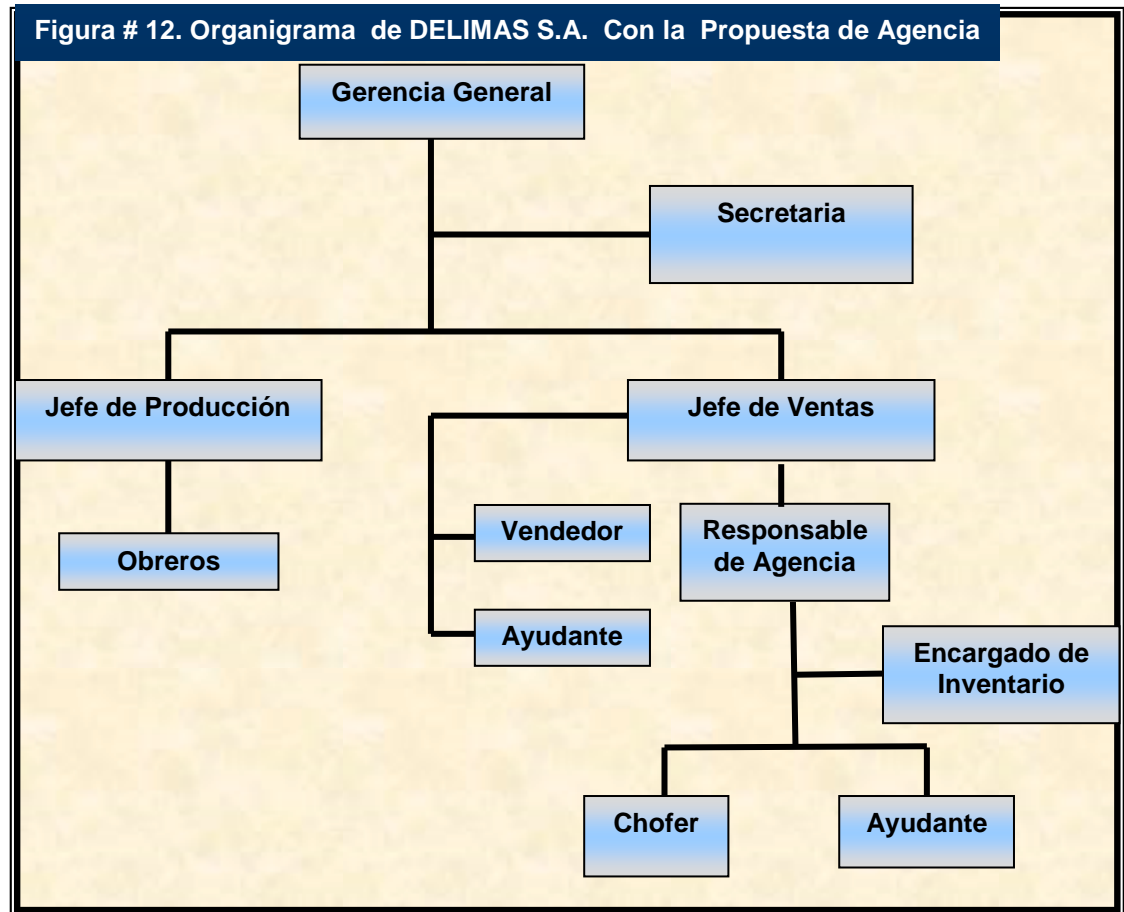 Figura # 12. Organigrama de DELIMAS S.A. Con la Propuesta de Agencia
Gerencia General
Secretaria
Jefe de Producción
Jefe de Ventas
Obreros
Vendedor
Responsable
de Agencia
Ayudante
Encargado de
Inventario
Chofer
Ayudante